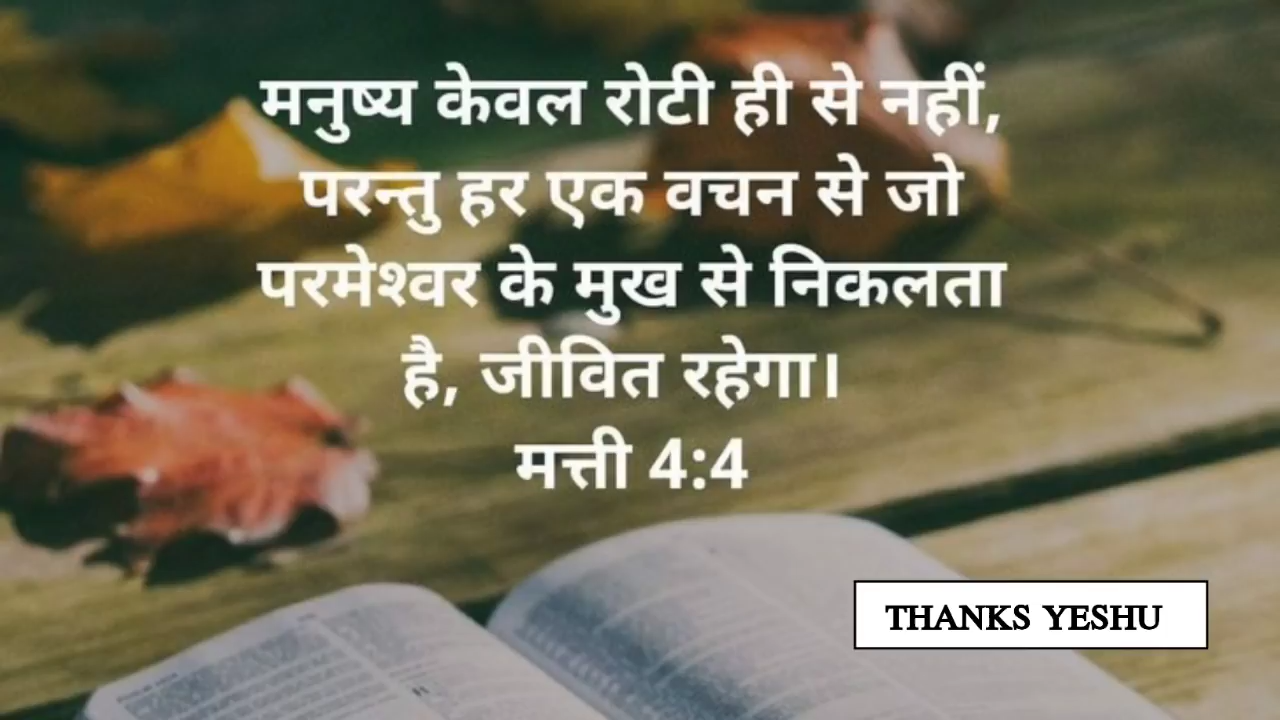 मनुष्य केवल रोटी ही से नहीं,
परन्तु हर एक वचन से जो
परमेश्वर के मुख से निकलता
है, जीवित रहेगा।
मत्ती 4:4
THANKS YESHU